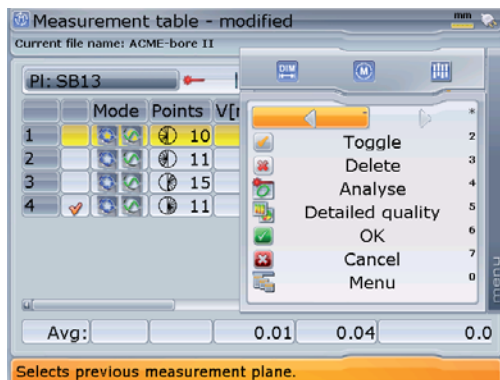 Measurement table - modified
mm
Current file name: ACME-bore II
Pl: SB13
DIM
M
Mode Points
1 10
2 11
3 15
4 11
*
Toggle 2
Delete 3
Analyse 4
Detailed quality 5
OK 6
Cancel 7
Menu 0
menu
Avg: 0.01 0.04 0.0
Selects previous measurement plane.